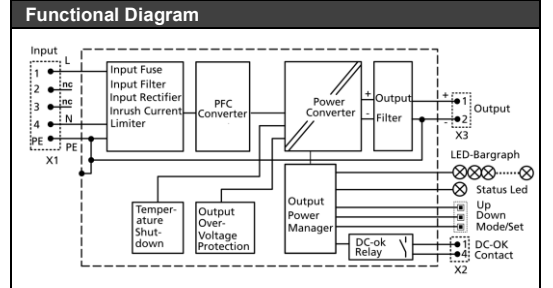 Functional Diagram
Input
L
1
2 nc
3 nc
4 N
PE PE
X1
Input Fuse
Input Filter
Input Rectifier
Inrush Current
Limiter
PFC
Converter
Power
Converter
+
-
Output
Filter
+
-
1
2
Output
X3
LED-Bargraph
Status Led
Up
Down
Mode/Set
1 DC-OK
4 Contact
X2
Temper-
ature
Shut-
down
Output
Over-
Voltage
Protection
Output
Power
Manager
DC-ok
Relay